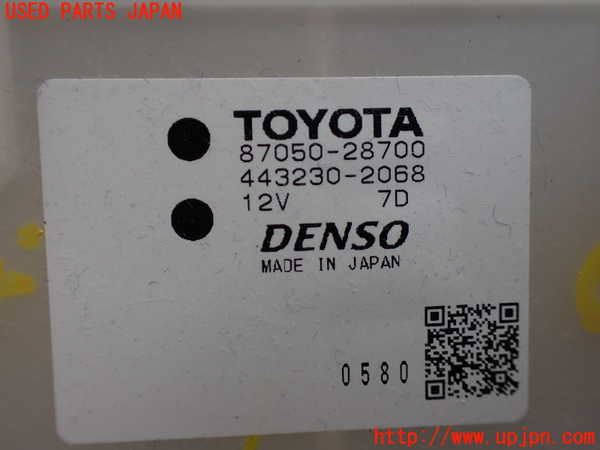 USED PARTS JAPAN
TOYOTA
87050-28700
443230-2068
12V 7D
DENSO
MADE IN JAPAN
0580
http://www.upjpn.com/